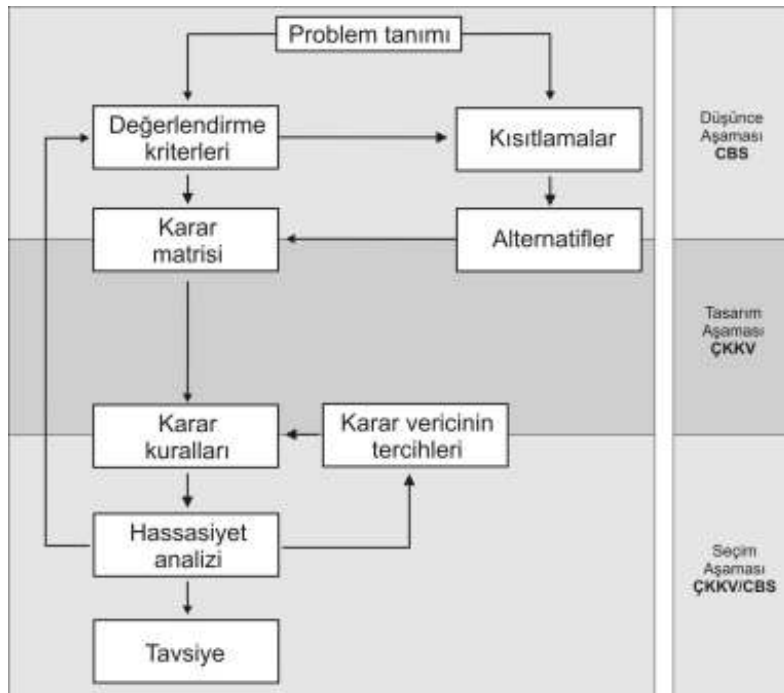 Problem tanımı
Değerlendirme
kriterleri
Kısıtlamalar
Düşünce
Aşaması
CBS
Karar
matrisi
Alternatifler
Tasarım
Aşaması
ÇKKV
Karar
kuralları
Karar vericinin
tercihleri
Hassasiyet
analizi
Seçim
Aşaması
ÇKKV/CBS
Tavsiye